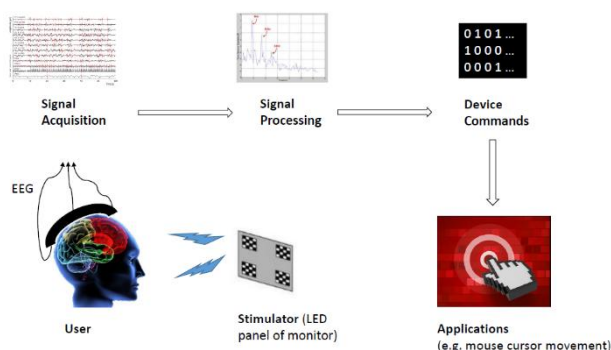 0101...
1000...
0001...
Signal
Acquisition
Signal
Processing
Device
Commands
EEG
User
Stimulator (LED
panel of monitor)
Applications
(e.g. mouse cursor movement)